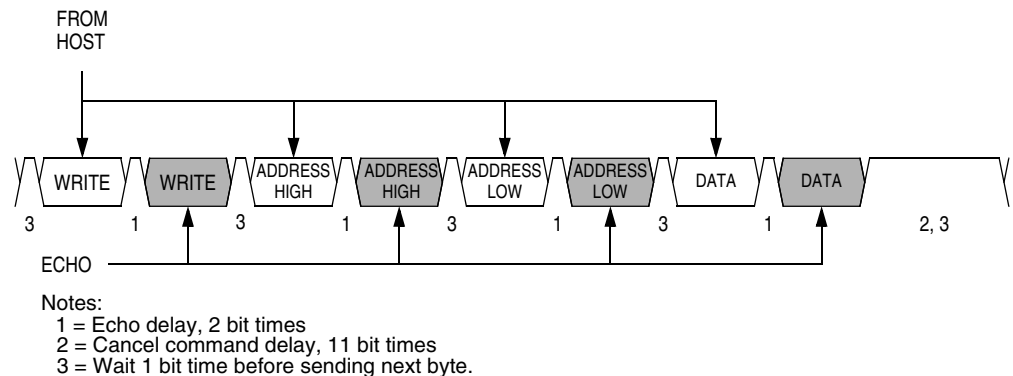 FROM
HOST
WRITE
WRITE
ADDRESS
HIGH
ADDRESS
HIGH
ADDRESS
LOW
ADDRESS
LOW
DATA
DATA
3
1
3
1
3
1
3
1
2, 3
ECHO
Notes:
1 = Echo delay, 2 bit times
2 = Cancel command delay, 11 bit times
3 = Wait 1 bit time before sending next byte.